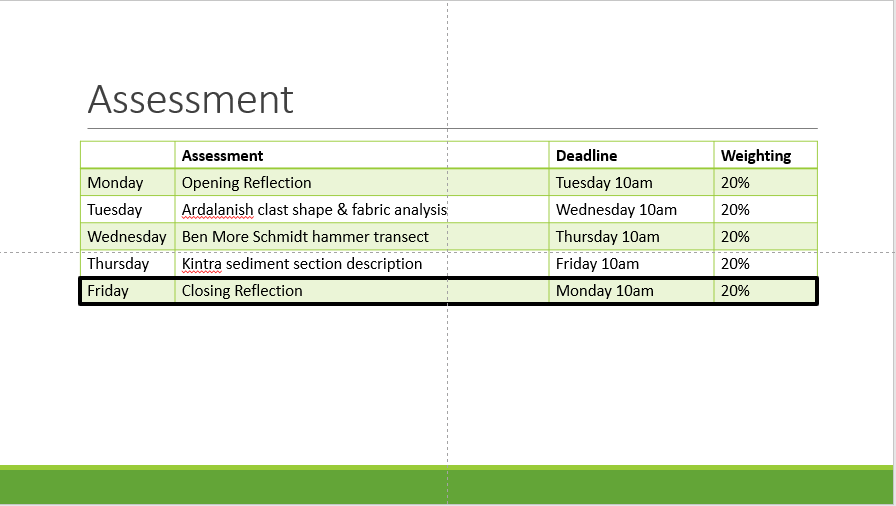 Assessment
Assessment Deadline Weighting
Monday Opening Reflection Tuesday 10am 20%
Tuesday Ardalanish clast shape & fabric analysis Wednesday 10am 20%
Wednesday Ben More Schmidt hammer transect Thursday 10am 20%
Thursday Kintra sediment section description Friday 10am 20%
Friday Closing Reflection Monday 10am 20%